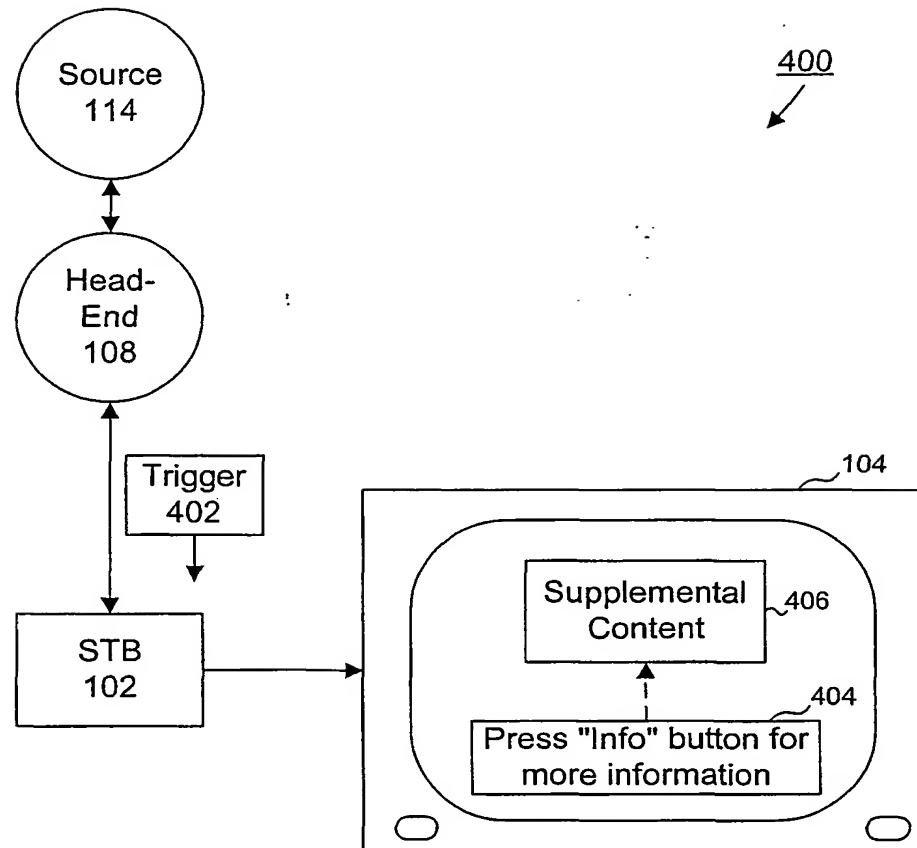 Source
114
400
Head-
End
108
Trigger
402
104
Supplemental
Content
406
STB
102
404
Press "Info" button for
more information